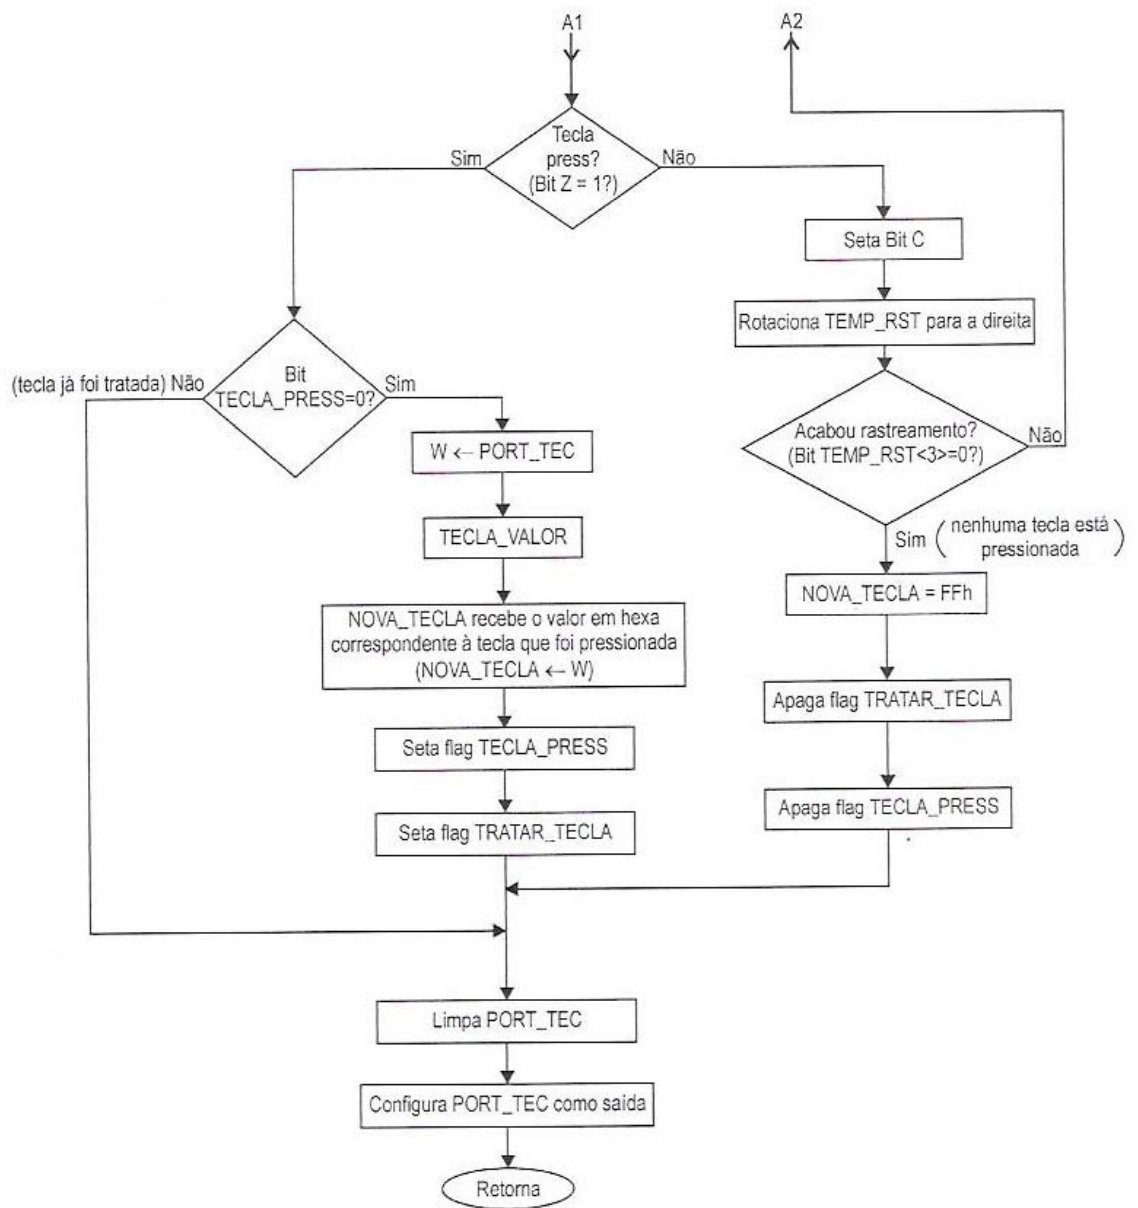 A1
A2
Tecla
press?
(Bit Z = 1?)
Sim
Não
Seta Bit C
Rotaciona TEMP_RST para a direita
Bit
TECLA_PRESS=0?
(tecla já foi tratada) Não
Sim
Acabou rastreamento?
(Bit TEMP_RST<3>=0?)
Não
W ← PORT_TEC
TECLA_VALOR
Sim
(nenhuma tecla está
pressionada)
NOVA_TECLA = FFh
NOVA_TECLA recebe o valor em hexa
correspondente à tecla que foi pressionada
(NOVA_TECLA ← W)
Apaga flag TRATAR_TECLA
Seta flag TECLA_PRESS
Apaga flag TECLA_PRESS
Seta flag TRATAR_TECLA
Limpa PORT_TEC
Configura PORT_TEC como saída
Retorna